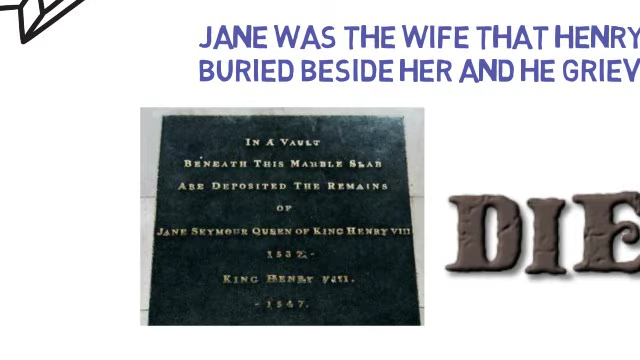 JANE WAS THE WIFE THAT HENRY
BURIED BESIDE HER AND HE GRIEV
IN A VAULT
BENEATH THIS MARBLE SLAB
ARE DEPOSITED THE REMAINS
OF
JANE SEYMOUR QUEEN OF KING HENRY VIII
1537.
KING HENRY VIII.
- 1547.
DIE